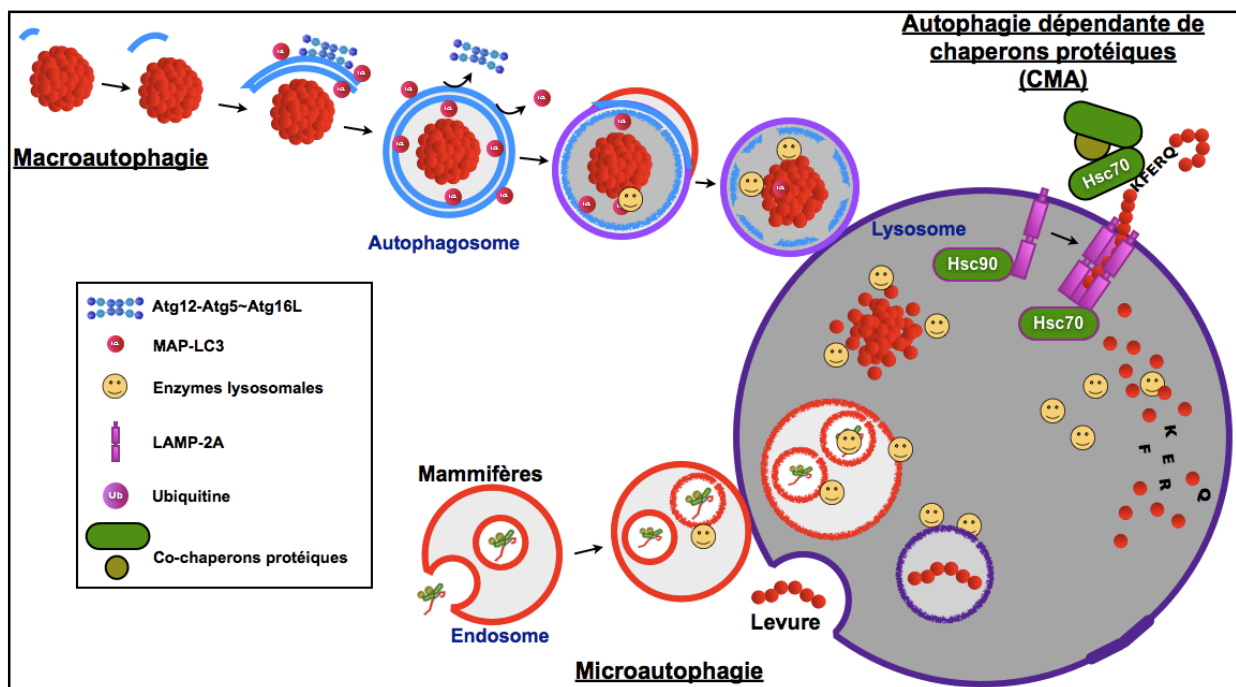 Autophagie dépendante de
chaperons protéiques
(CMA)
Macroautophagie
Autophagosome
Lysosome
Hsc70
KFERQ
Hsc90
Hsc70
Atg12-Atg5~Atg16L
MAP-LC3
Enzymes lysosomales
LAMP-2A
Ub
Ubiquitine
Co-chaperons protéiques
K
F
E
R
Q
Mammifères
Endosome
Levure
Microautophagie